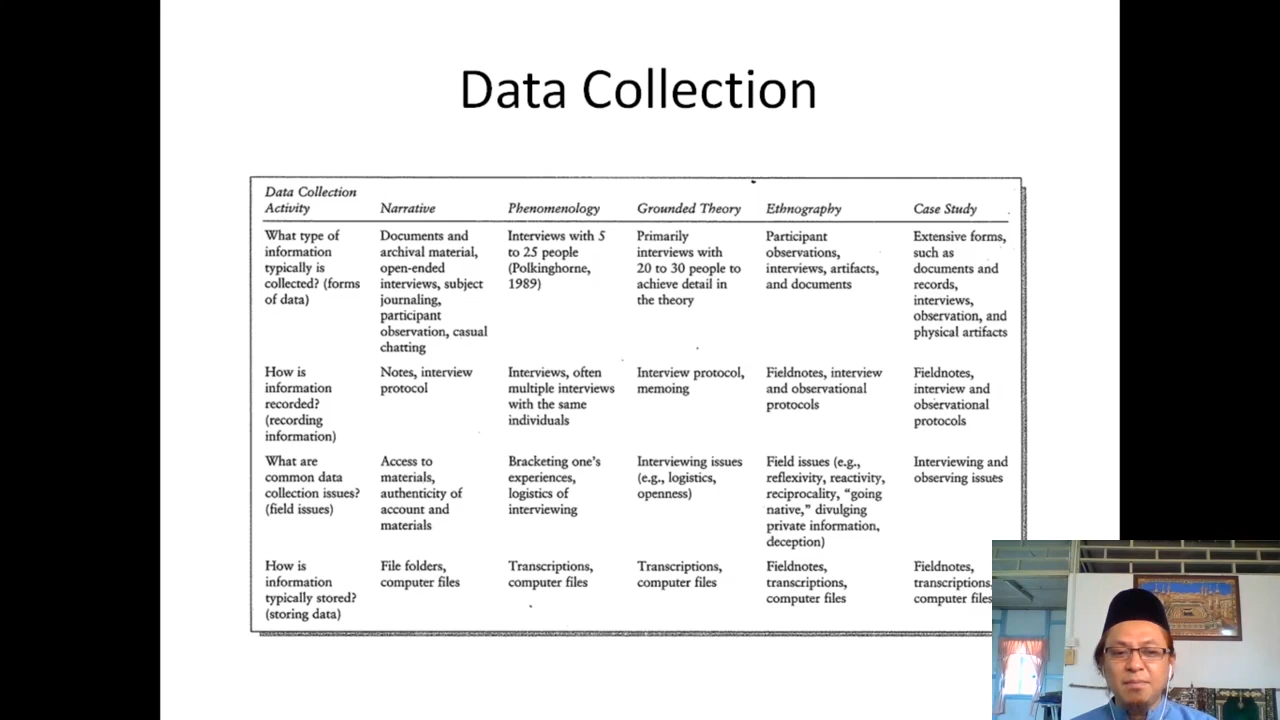 Data Collection
Data Collection
Activity
Narrative
Phenomenology
Grounded Theory
Ethnography
Case Study
What type of
information
typically is
collected? (forms
of data)
Documents and
archival material,
open-ended
interviews, subject
journaling,
participant
observation, casual
chatting
Interviews with 5
to 25 people
(Polkinghorne,
1989)
Primarily
interviews with
20 to 30 people to
achieve detail in
the theory
Participant
observations,
interviews, artifacts,
and documents
Extensive forms,
such as
documents and
records,
interviews,
observation, and
physical artifacts
How is
information
recorded?
(recording
information)
Notes, interview
protocol
Interviews, often
multiple interviews
with the same
individuals
Interview protocol,
memoing
Fieldnotes, interview
and observational
protocols
Fieldnotes,
interview and
observational
protocols
What are
common data
collection issues?
(field issues)
Access to
materials,
authenticity of
account and
materials
Bracketing one's
experiences,
logistics of
interviewing
Interviewing issues
(e.g., logistics,
openness)
Field issues (e.g.,
reflexivity, reactivity,
reciprocality, "going
native," divulging
private information,
deception)
Interviewing and
observing issues
How is
information
typically stored?
(storing data)
File folders,
computer files
Transcriptions,
computer files
Transcriptions,
computer files
Fieldnotes,
transcriptions,
computer files
Fieldnotes,
transcriptions,
computer files